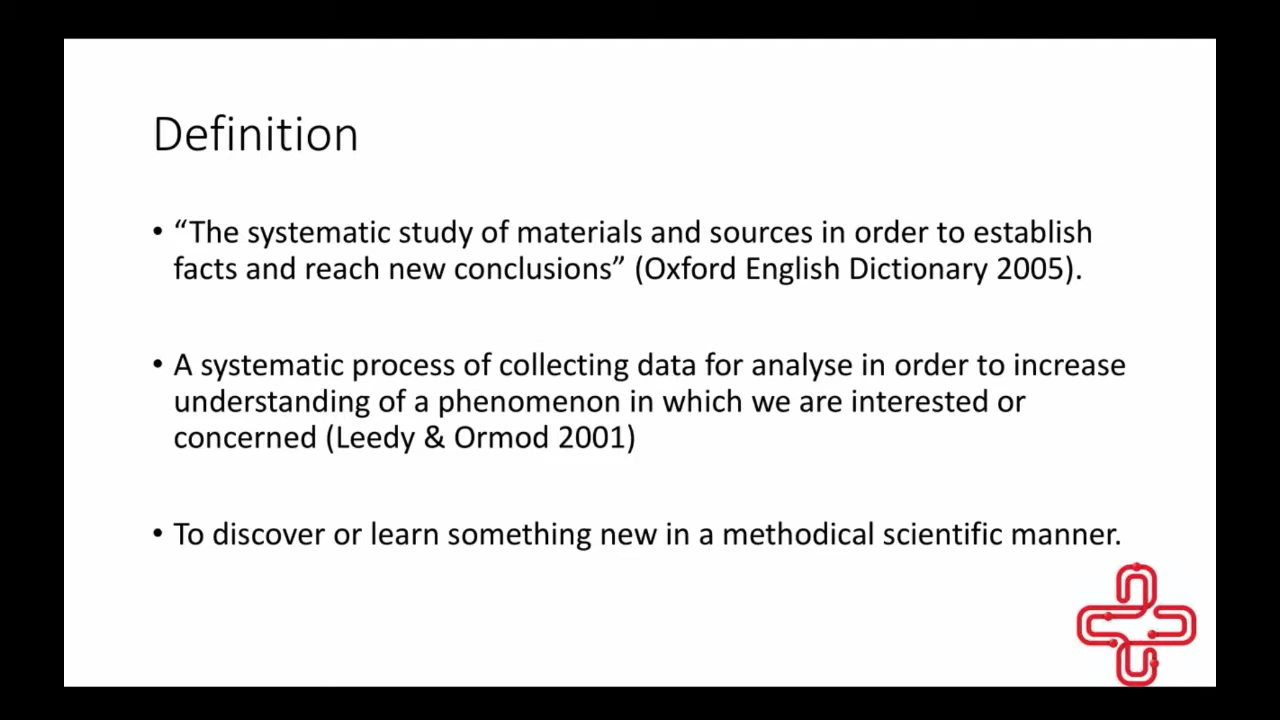 Definition
• “The systematic study of materials and sources in order to establish
facts and reach new conclusions” (Oxford English Dictionary 2005).
• A systematic process of collecting data for analyse in order to increase
understanding of a phenomenon in which we are interested or
concerned (Leedy & Ormod 2001)
• To discover or learn something new in a methodical scientific manner.